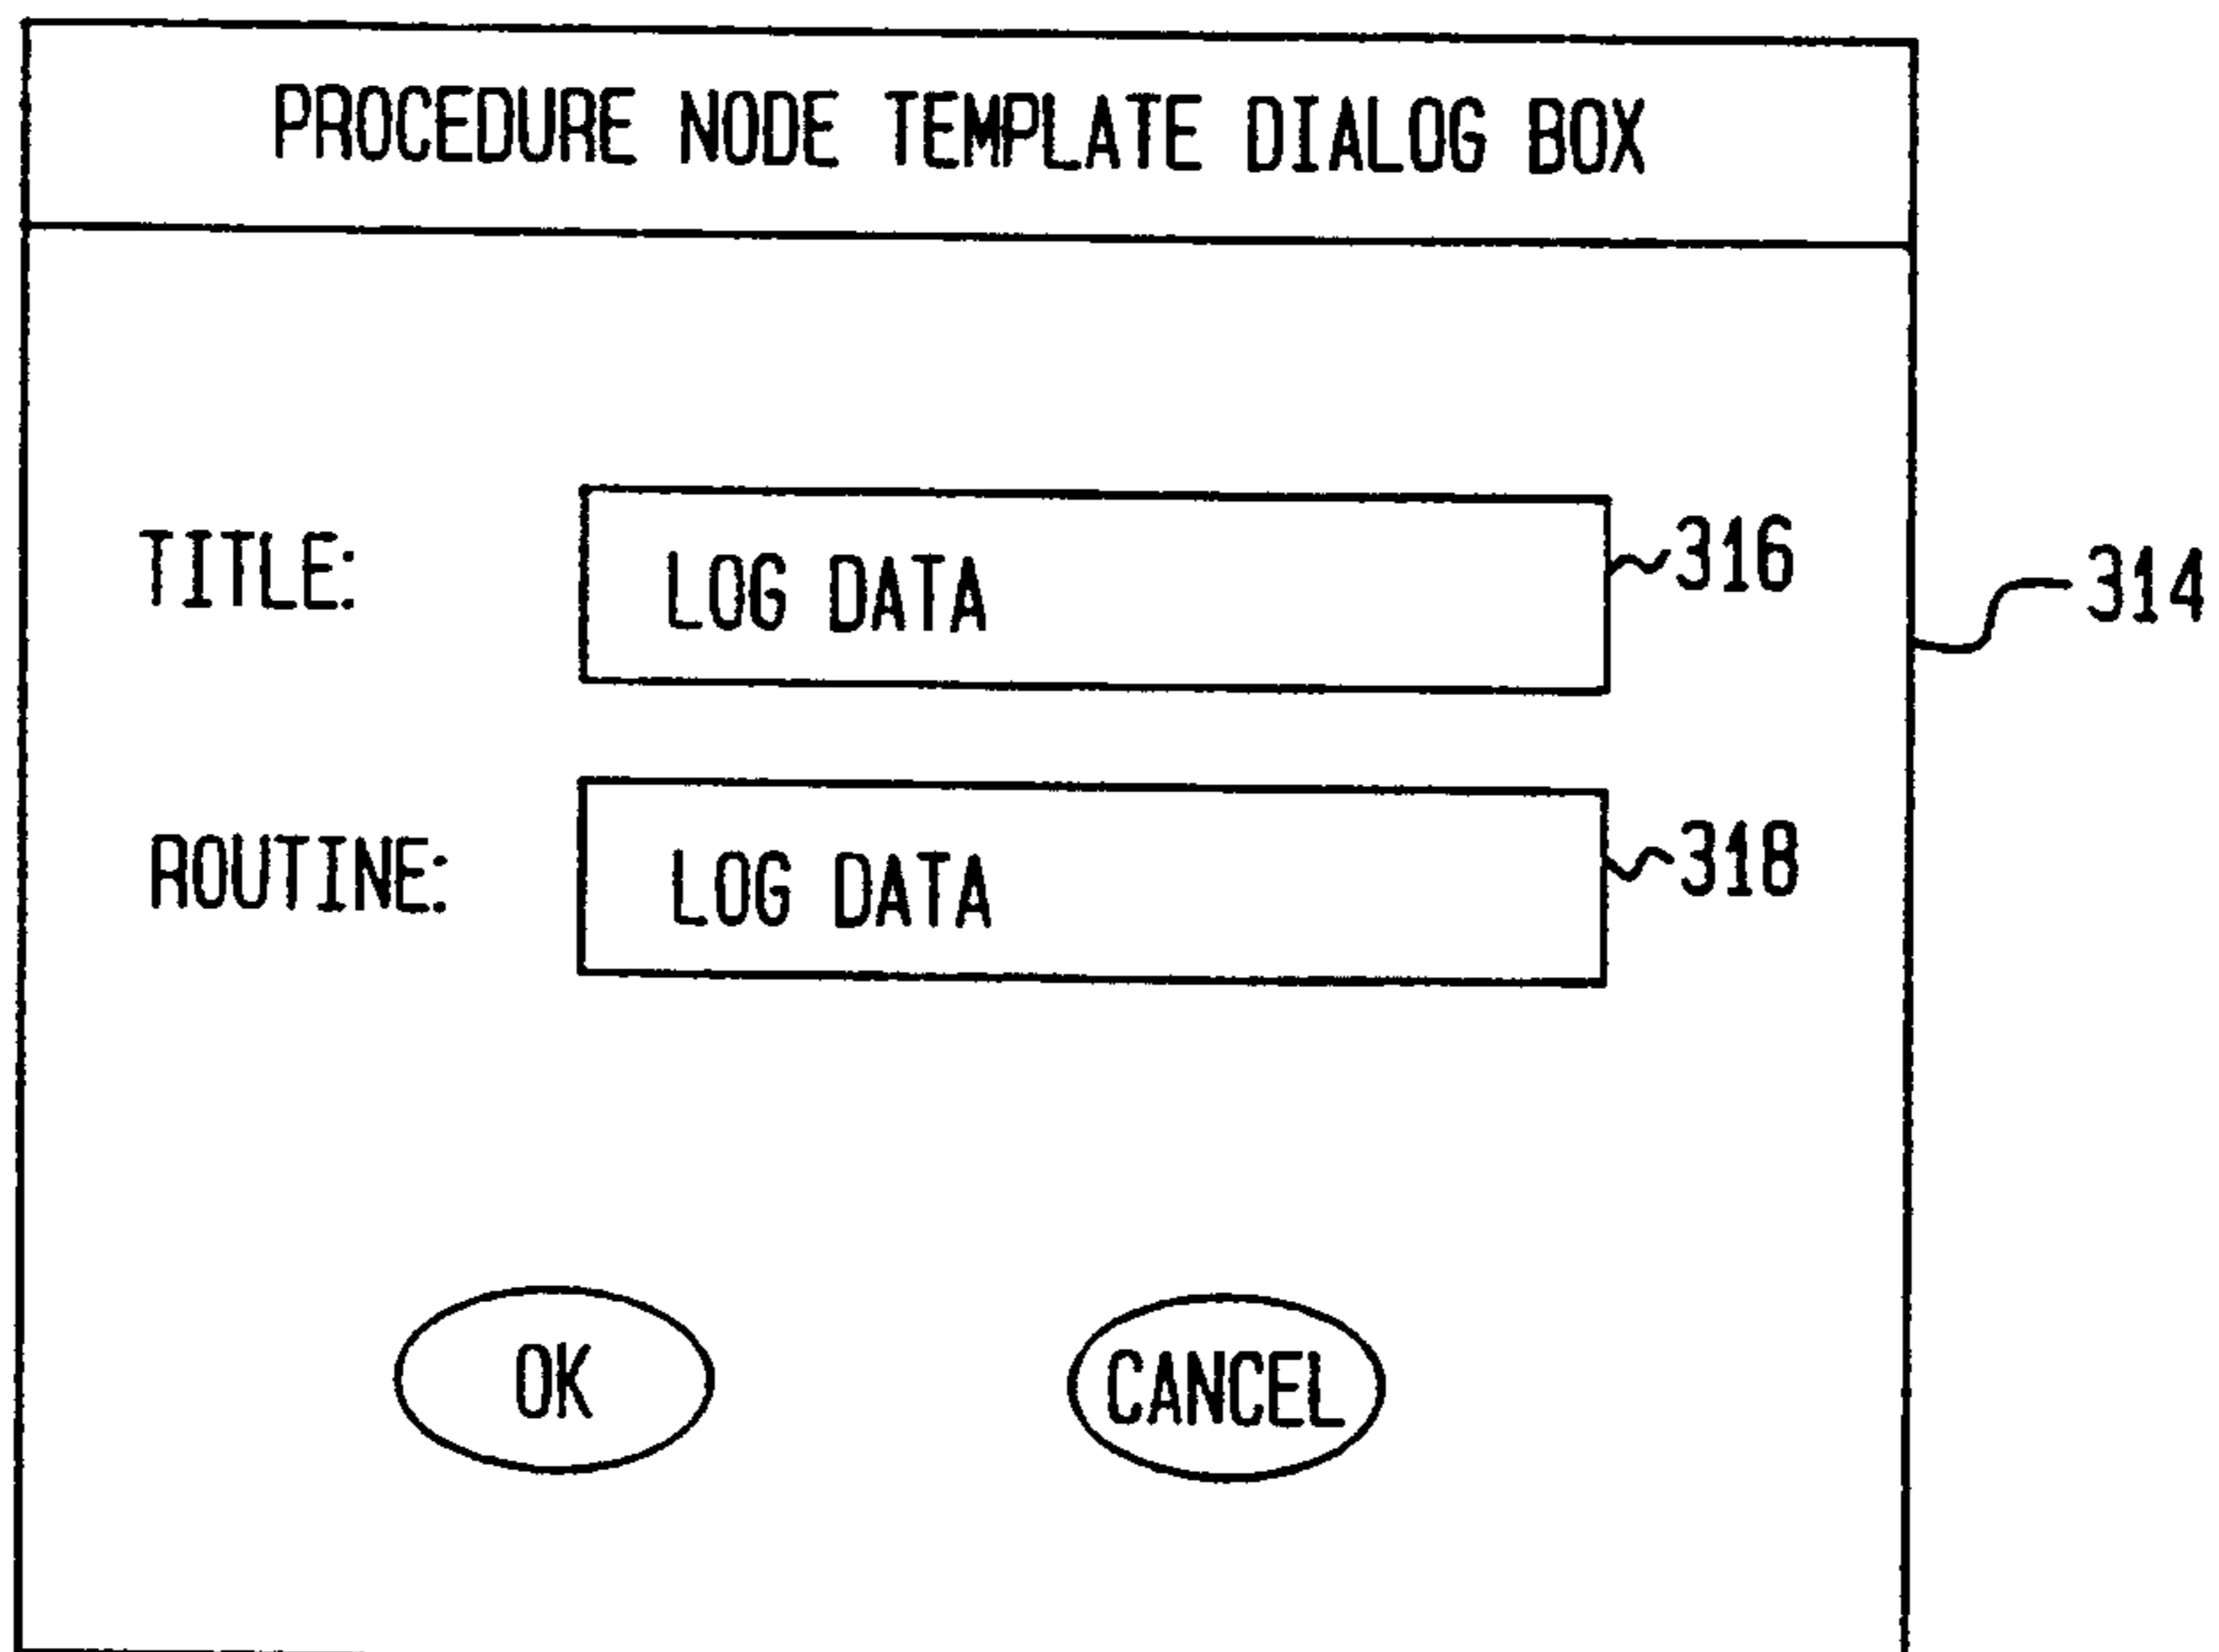 PROCEDURE NODE TEMPLATE DIALOG BOX
TITLE: LOG DATA 316
314
ROUTINE: LOG DATA 318
OK CANCEL